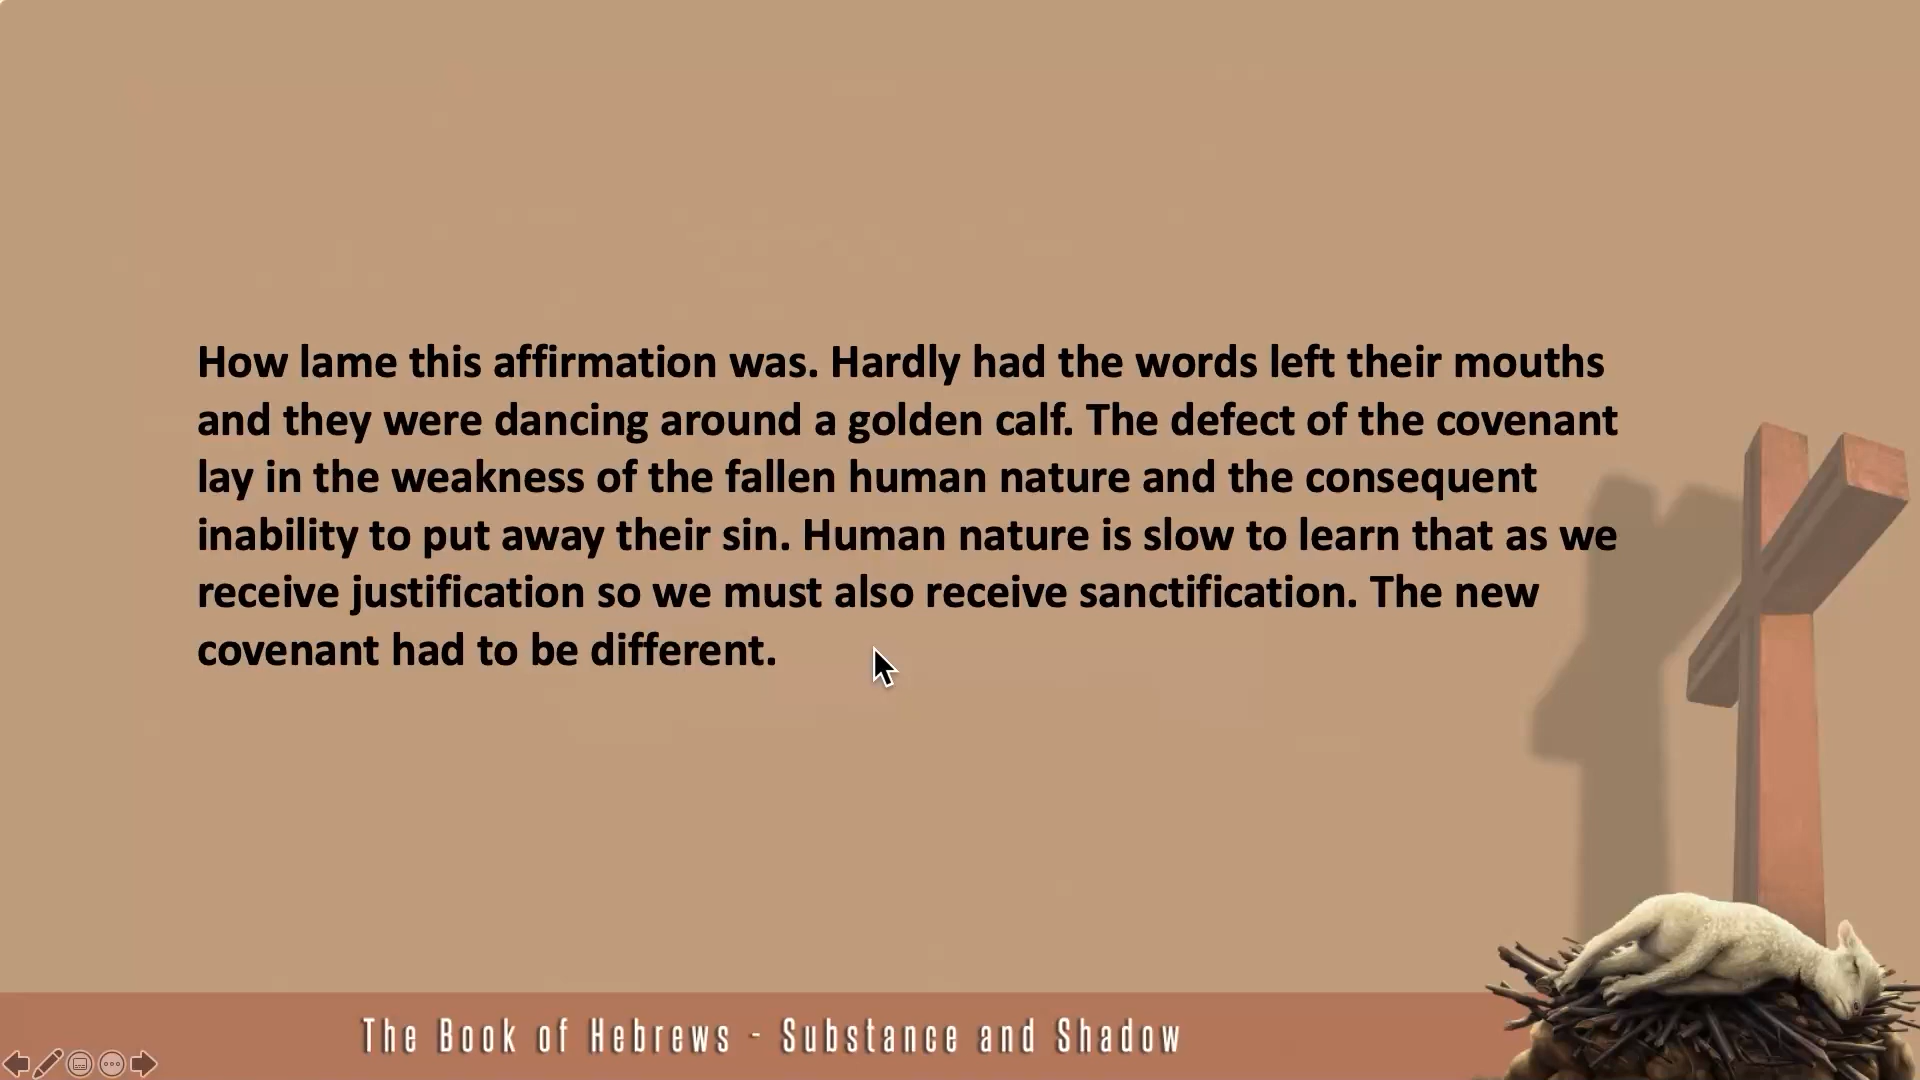 How lame this affirmation was. Hardly had the words left their mouths
and they were dancing around a golden calf. The defect of the covenant
lay in the weakness of the fallen human nature and the consequent
inability to put away their sin. Human nature is slow to learn that as we
receive justification so we must also receive sanctification. The new
covenant had to be different.
The Book of Hebrews - Substance and Shadow